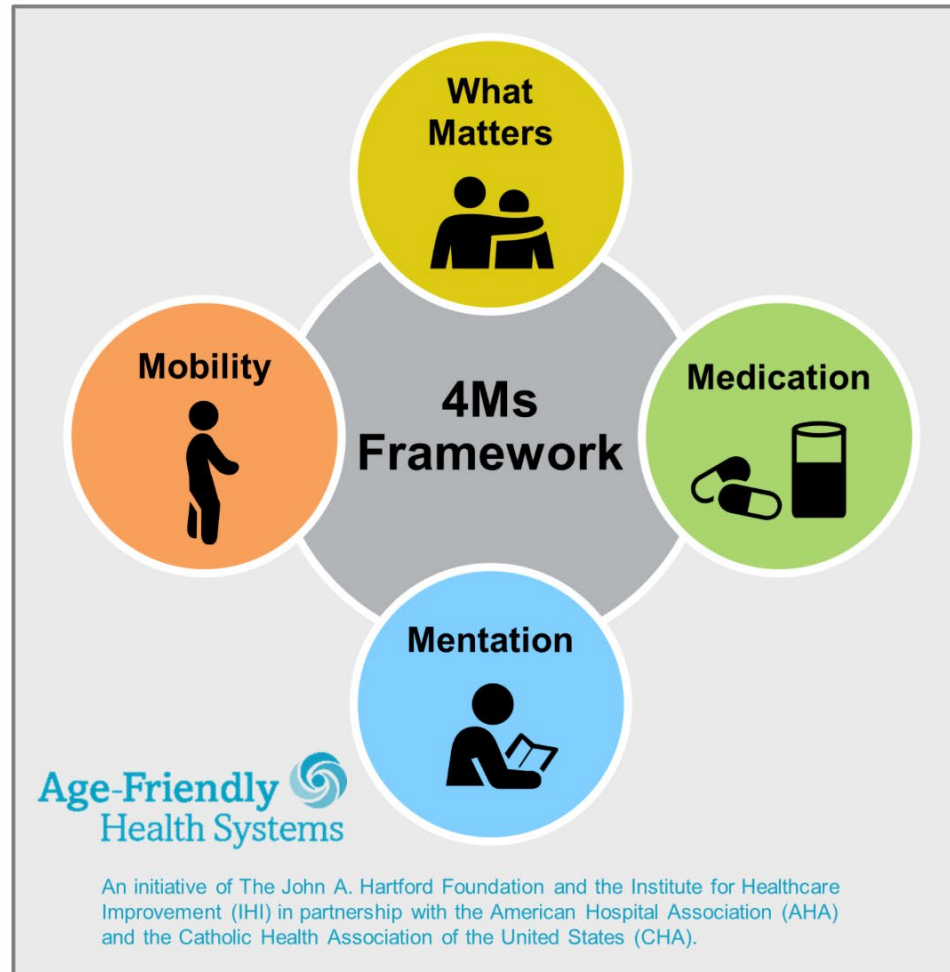 What
Matters
Mobility
4Ms
Framework
Medication
Mentation
Age-Friendly
Health Systems
An initiative of The John A. Hartford Foundation and the Institute for Healthcare
Improvement (IHI) in partnership with the American Hospital Association (AHA)
and the Catholic Health Association of the United States (CHA).